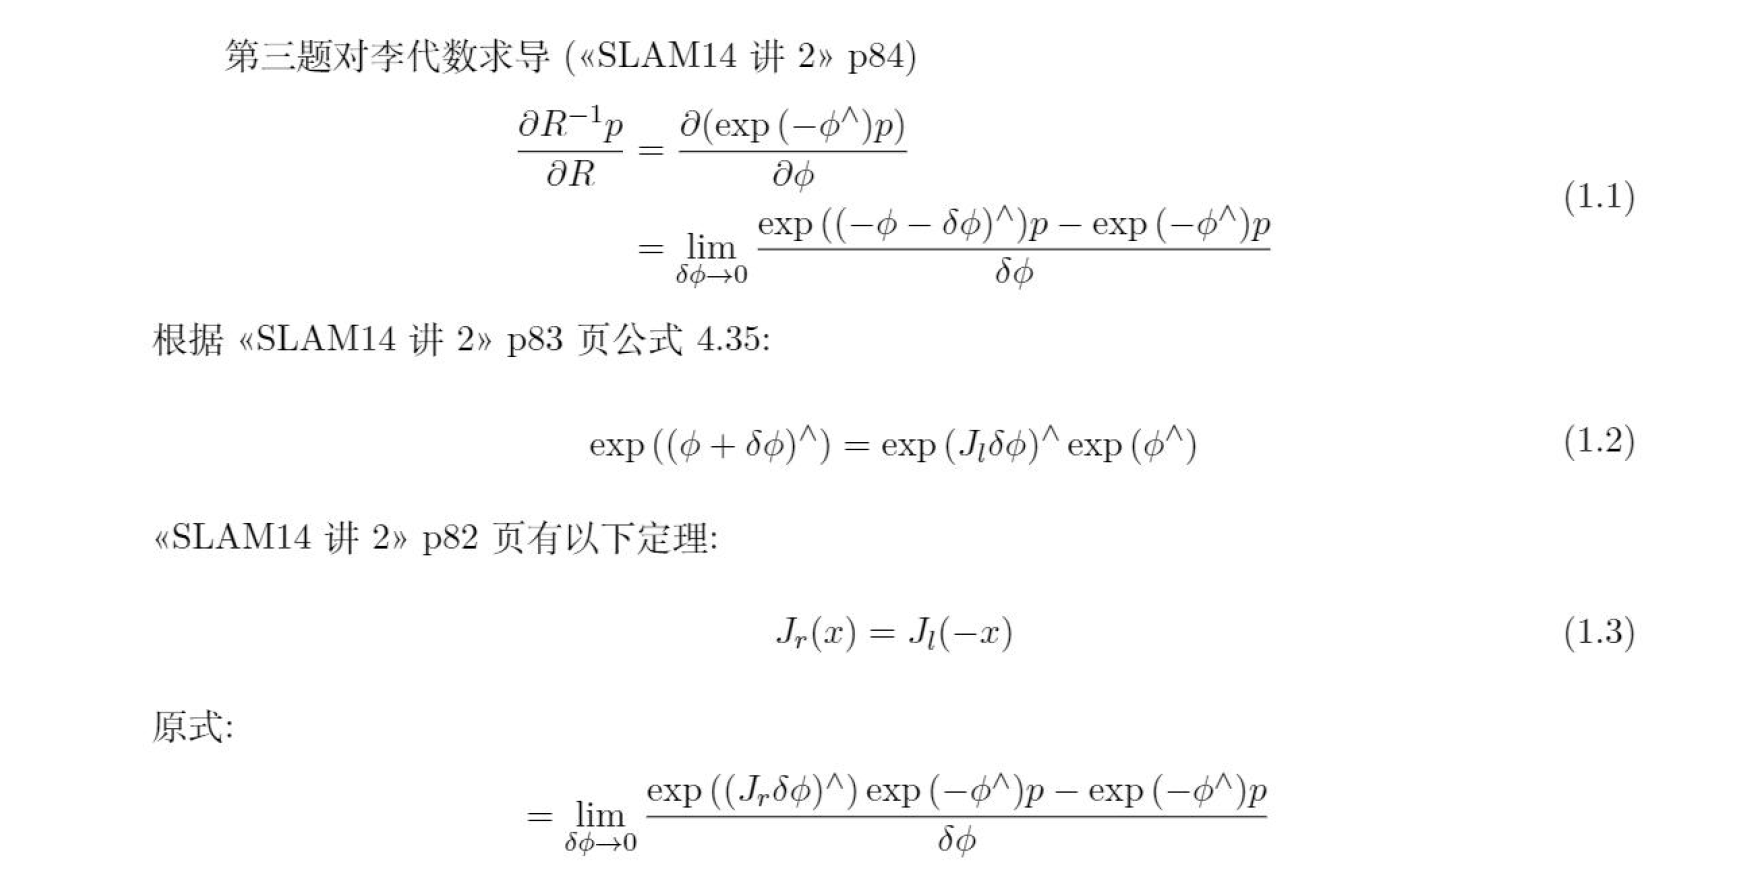 第三题对李代数求导 («SLAM14 讲 2» p84)
\frac{\partial R^{-1}p}{\partial R} = \frac{\partial(\exp(-\phi^\wedge)p)}{\partial \phi}
= \lim_{\delta\phi \to 0} \frac{\exp((-\phi - \delta\phi)^\wedge)p - \exp(-\phi^\wedge)p}{\delta\phi} (1.1)
根据 «SLAM14 讲 2» p83 页公式 4.35:
\exp((\phi + \delta\phi)^\wedge) = \exp(J_l\delta\phi)^\wedge \exp(\phi^\wedge) (1.2)
«SLAM14 讲 2» p82 页有以下定理:
J_r(x) = J_l(-x) (1.3)
原式:
= \lim_{\delta\phi \to 0} \frac{\exp((J_r\delta\phi)^\wedge)\exp(-\phi^\wedge)p - \exp(-\phi^\wedge)p}{\delta\phi}